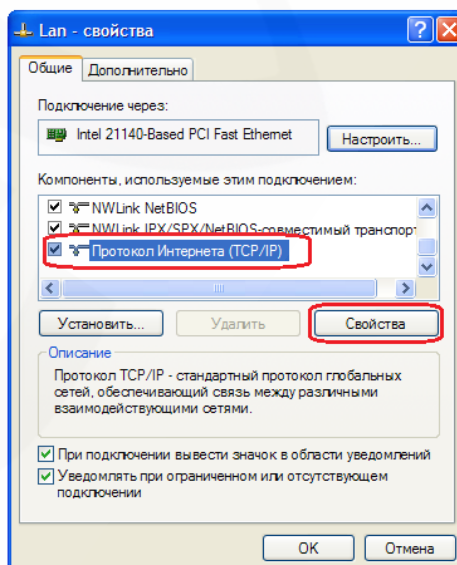 Lan - свойства
Общие
Дополнительно
Подключение через:
Intel 21140-Based PCI Fast Ethernet
Настроить...
Компоненты, используемые этим подключением:
NWLink NetBIOS
NWLink IPX/SPX/NetBIOS-совместимый транспорт
Протокол Интернета (TCP/IP)
Установить...
Удалить
Свойства
Описание
Протокол TCP/IP - стандартный протокол глобальных
сетей, обеспечивающий связь между различными
взаимодействующими сетями.
При подключении вывести значок в области уведомлений
Уведомлять при ограниченном или отсутствующем
подключении
OK
Отмена